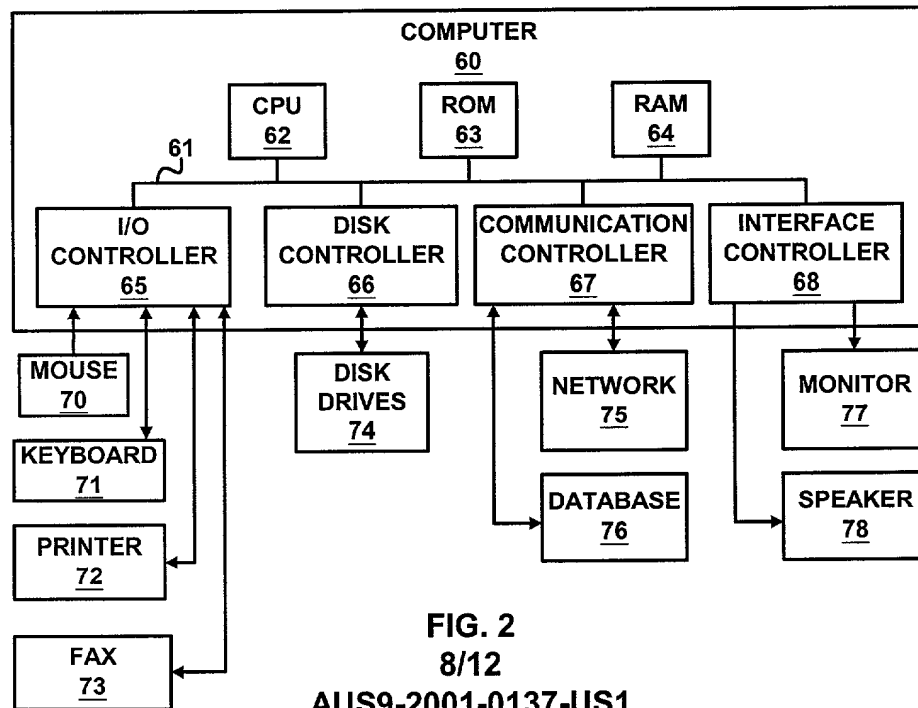 COMPUTER
60
CPU
62
ROM
63
RAM
64
61
I/O
CONTROLLER
65
DISK
CONTROLLER
66
COMMUNICATION
CONTROLLER
67
INTERFACE
CONTROLLER
68
MOUSE
70
DISK
DRIVES
74
NETWORK
75
MONITOR
77
KEYBOARD
71
DATABASE
76
SPEAKER
78
PRINTER
72
FAX
73
FIG. 2
8/12
AUS9-2001-0137-US1